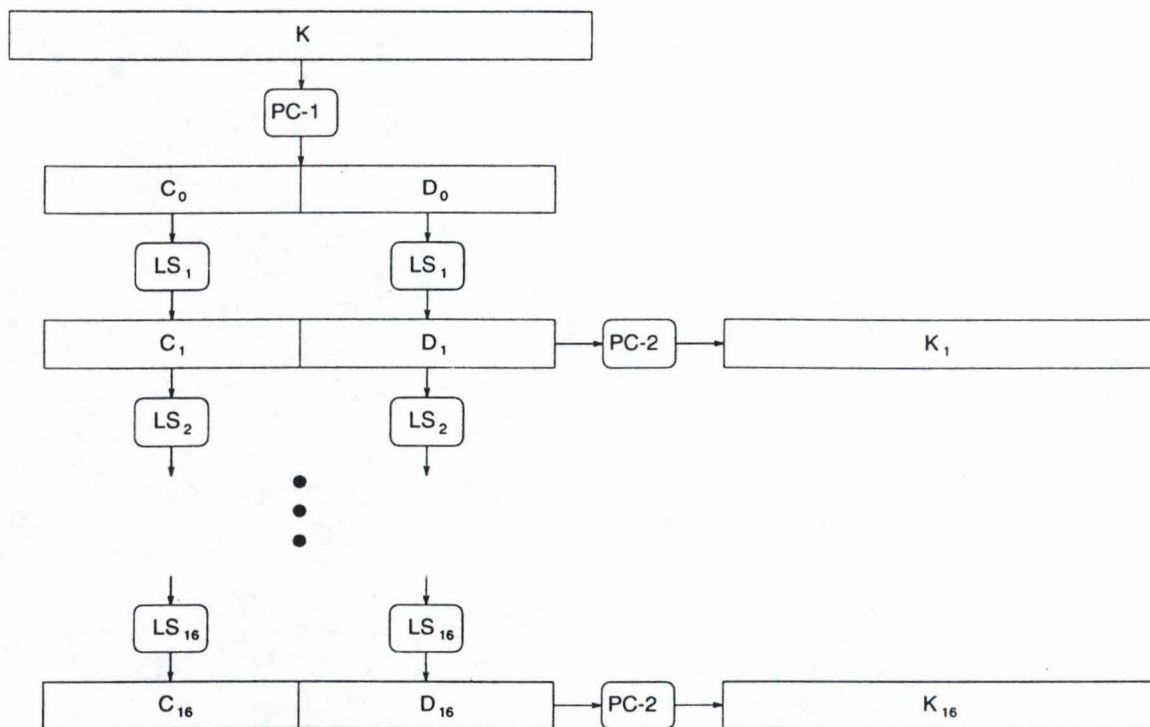 K
PC-1
C₀ D₀
LS₁ LS₁
C₁ D₁ PC-2 K₁
LS₂ LS₂
LS₁₆ LS₁₆
C₁₆ D₁₆ PC-2 K₁₆